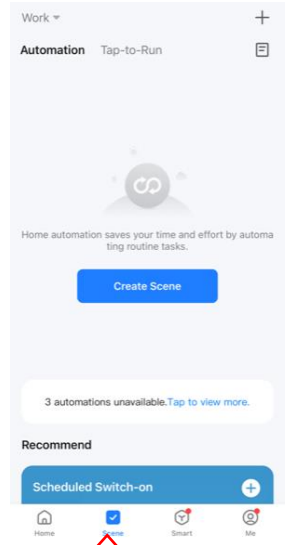 Work
Automation Tap-to-Run
Home automation saves your time and effort by automa
ting routine tasks.
Create Scene
3 automations unavailable.Tap to view more.
Recommend
Scheduled Switch-on
Home Scene Smart Me